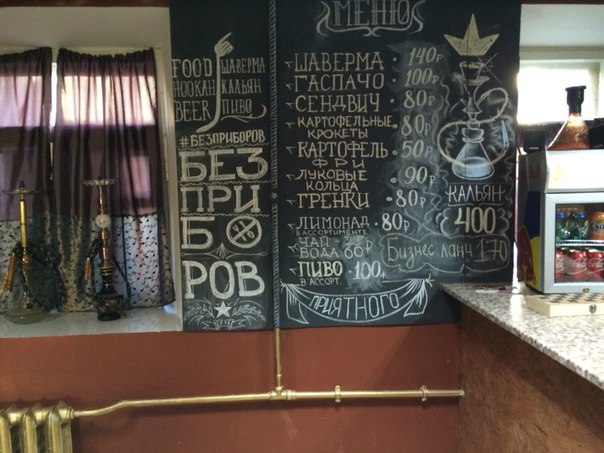 FOOD ШАВЕРМА
HOOKAH КАЛЬЯН
BEER ПИВО
#БЕЗПРИБОРОВ
БЕЗ
ПРИ
БО
РОВ
МЕНЮ
ШАВЕРМА 140р
ГАСПАЧО 100р
СЕНДВИЧ 80р
КАРТОФЕЛЬНЫЕ
КРОКЕТЫ 80р
КАРТОФЕЛЬ
ФРИ 50р
ЛУКОВЫЕ
КОЛЬЦА 90р
ГРЕНКИ 80р
ЛИМОНАД 80р
В АССОРТИМЕНТЕ
ЧАЙ
ВОДА 60р
ПИВО 100р
В АССОРТ.
ПРИЯТНОГО
КАЛЬЯН
400
Бизнес ланч 170